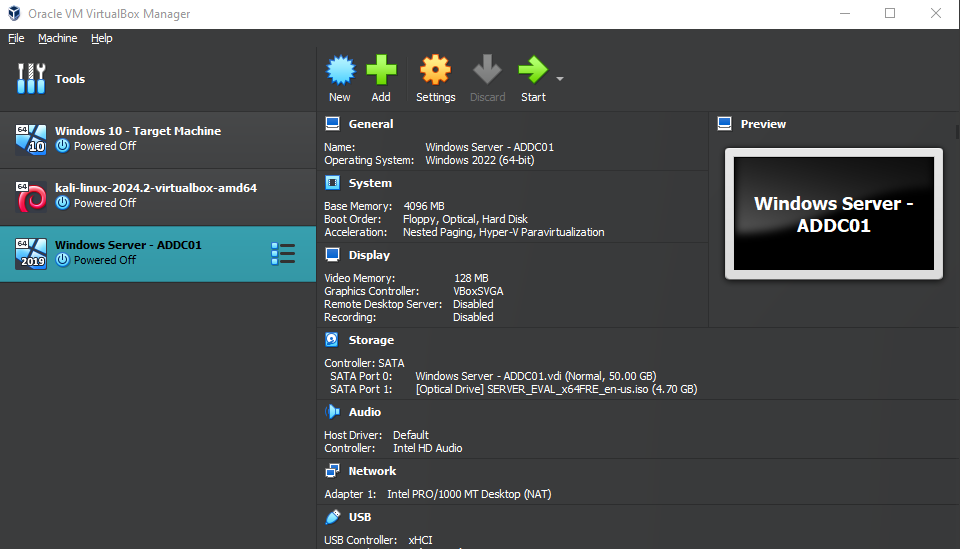 Oracle VM VirtualBox Manager
File Machine Help
Tools
New Add Settings Discard Start
64
10
Windows 10 - Target Machine
Powered Off
64
kali-linux-2024.2-virtualbox-amd64
Powered Off
64
2019
Windows Server - ADDC01
Powered Off
General
Name: Windows Server - ADDC01
Operating System: Windows 2022 (64-bit)
System
Base Memory: 4096 MB
Boot Order: Floppy, Optical, Hard Disk
Acceleration: Nested Paging, Hyper-V Paravirtualization
Display
Video Memory: 128 MB
Graphics Controller: VBoxSVGA
Remote Desktop Server: Disabled
Recording: Disabled
Storage
Controller: SATA
SATA Port 0: Windows Server - ADDC01.vdi (Normal, 50.00 GB)
SATA Port 1: [Optical Drive] SERVER_EVAL_x64FRE_en-us.iso (4.70 GB)
Audio
Host Driver: Default
Controller: Intel HD Audio
Network
Adapter 1: Intel PRO/1000 MT Desktop (NAT)
USB
USB Controller: xHCI
Preview
Windows Server -
ADDC01